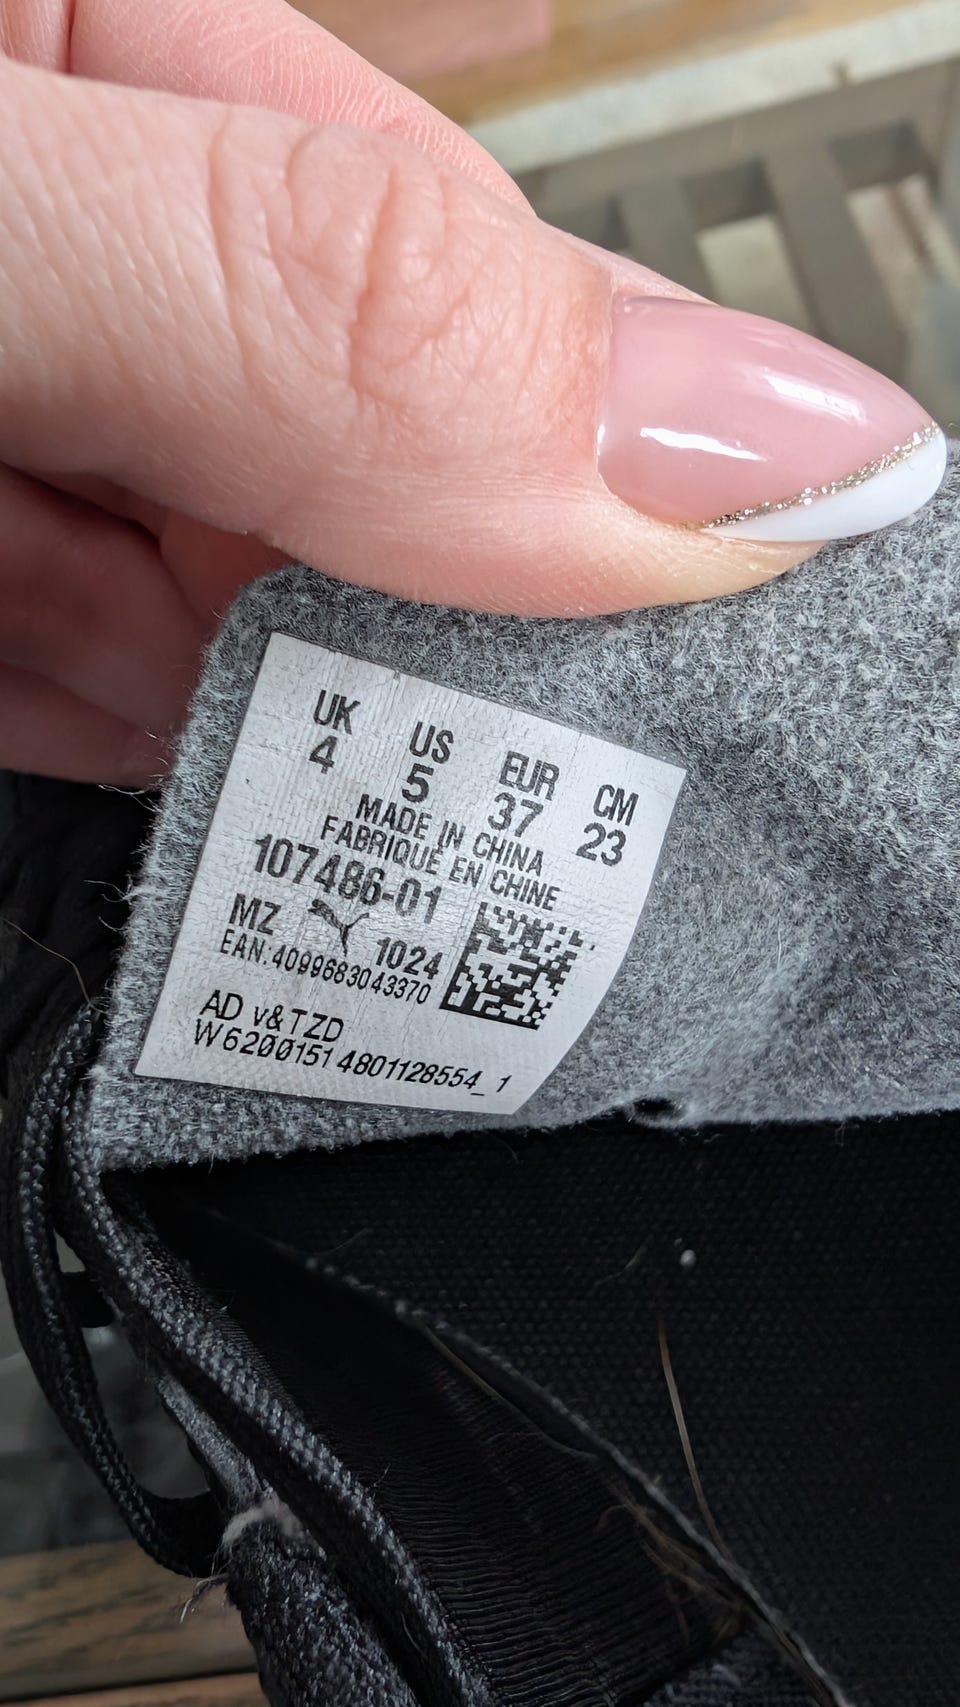 UK US EUR CM
4 5 37 23
MADE IN CHINA
FABRIQUÉ EN CHINE
107486-01
MZ 1024
EAN:4099683043370
AD v&TZD
W6200151 4801128554_1